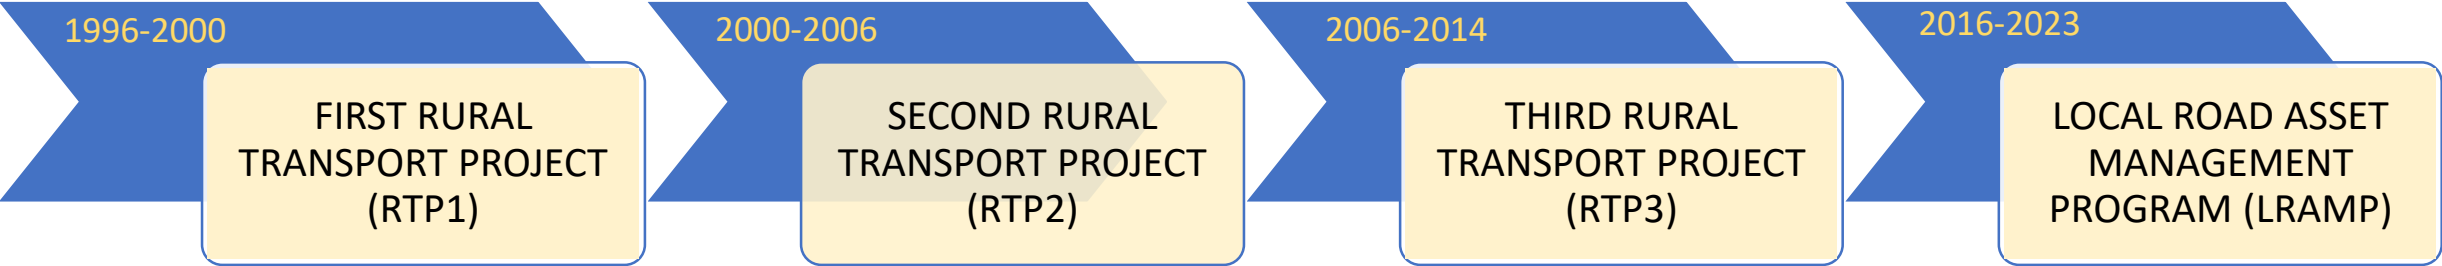 1996-2000
FIRST RURAL
TRANSPORT PROJECT
(RTP1)
2000-2006
SECOND RURAL
TRANSPORT PROJECT
(RTP2)
2006-2014
THIRD RURAL
TRANSPORT PROJECT
(RTP3)
2016-2023
LOCAL ROAD ASSET
MANAGEMENT
PROGRAM (LRAMP)